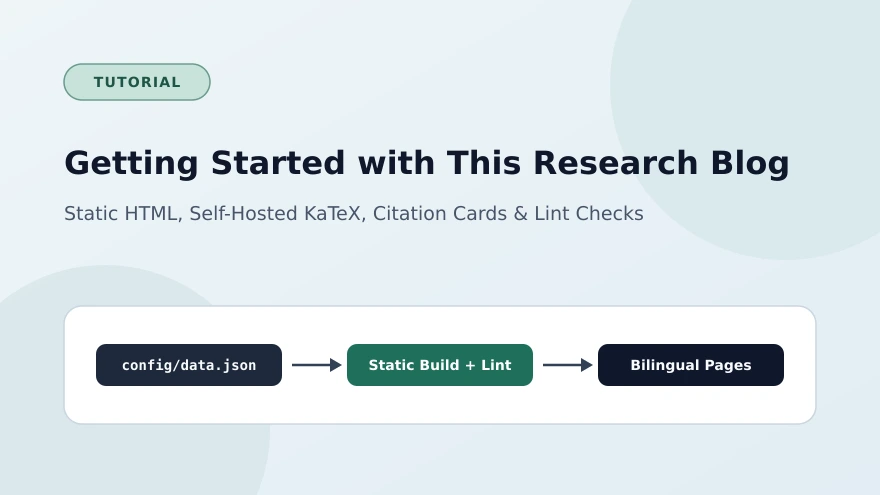 TUTORIAL
Getting Started with This Research Blog
Static HTML, Self-Hosted KaTeX, Citation Cards & Lint Checks
config/data.json
Static Build + Lint
Bilingual Pages